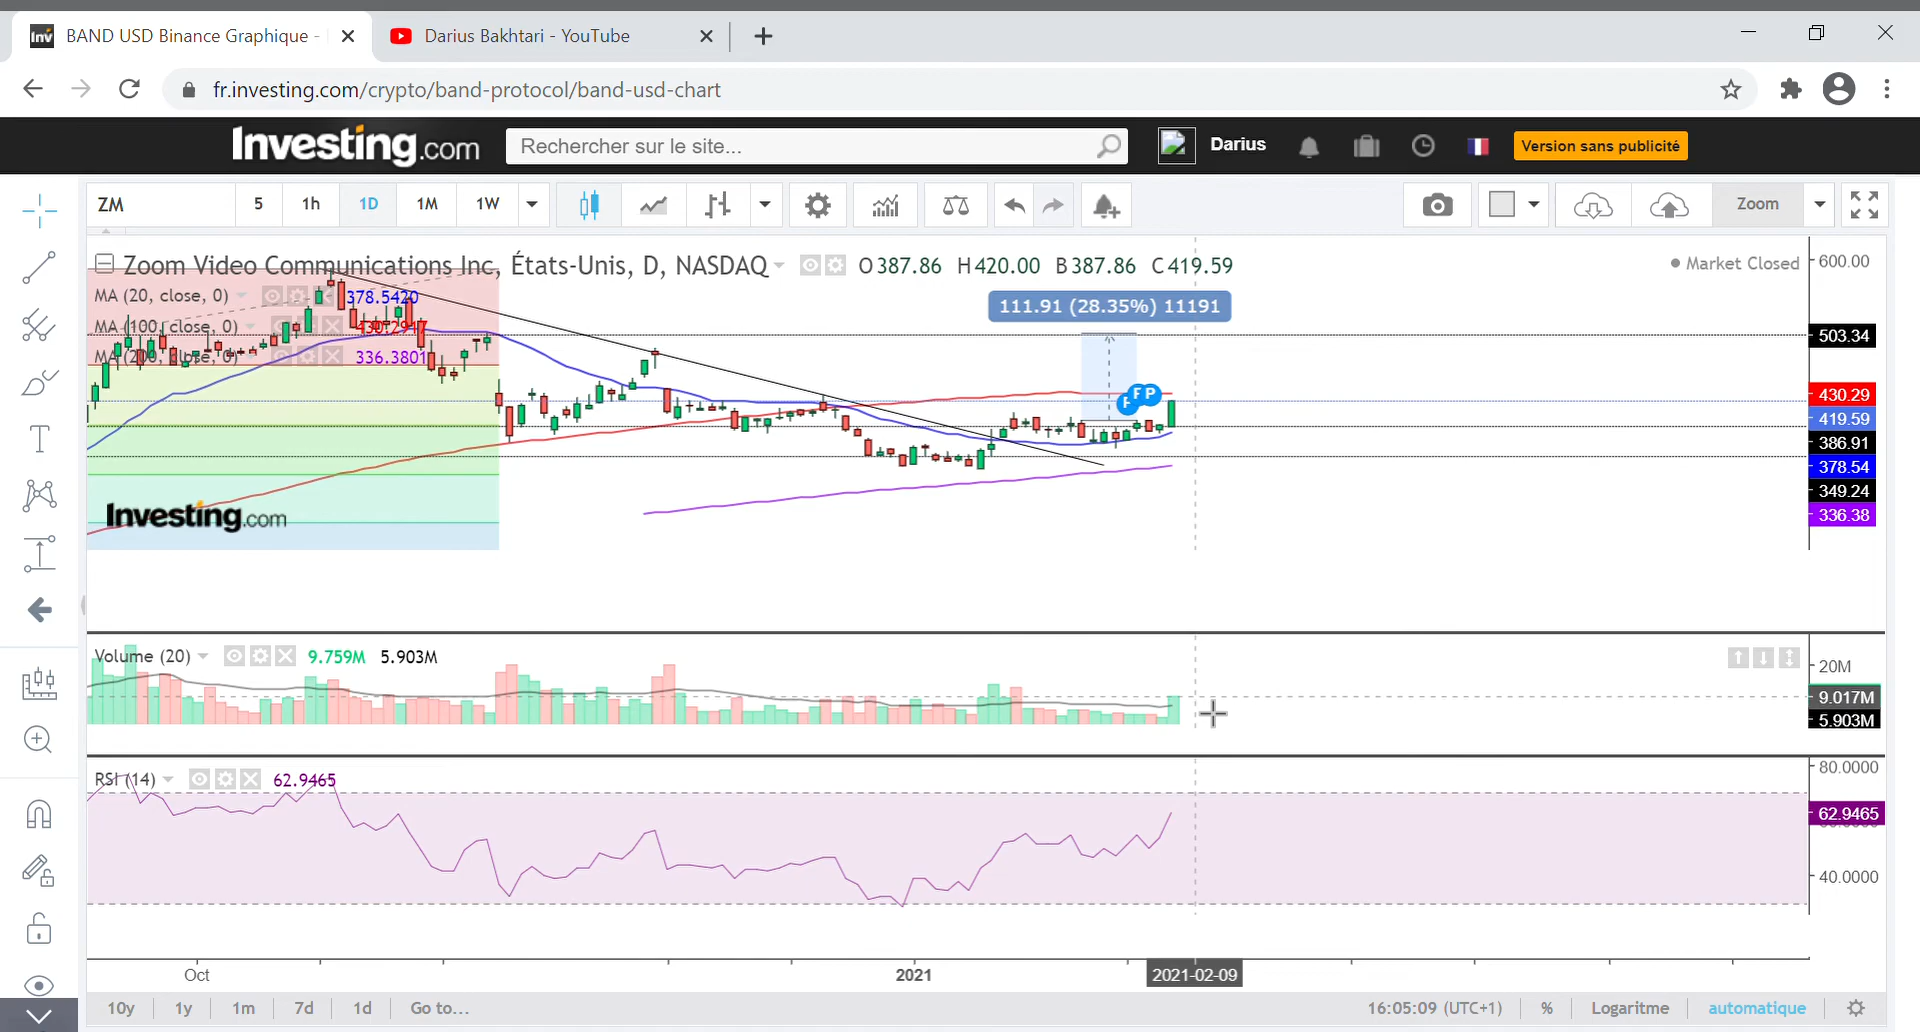 BAND USD Binance Graphique -
Darius Bakhtari - YouTube
fr.investing.com/crypto/band-protocol/band-usd-chart
Investing.com
Rechercher sur le site...
Darius
Version sans publicité
ZM
5
1h
1D
1M
1W
Zoom
Zoom Video Communications Inc, États-Unis, D, NASDAQ
O 387.86 H 420.00 B 387.86 C 419.59
Market Closed
600.00
MA (20, close, 0)
378.5420
111.91 (28.35%) 11191
MA (100, close, 0)
430.2917
503.34
MA (200, close, 0)
336.3801
F P
430.29
419.59
386.91
378.54
349.24
336.38
Investing.com
Volume (20)
9.759M 5.903M
20M
9.017M
5.903M
RSI (14)
62.9465
80.0000
62.9465
40.0000
Oct
2021
2021-02-09
10y
1y
1m
7d
1d
Go to...
16:05:09 (UTC+1)
%
Logaritme
automatique